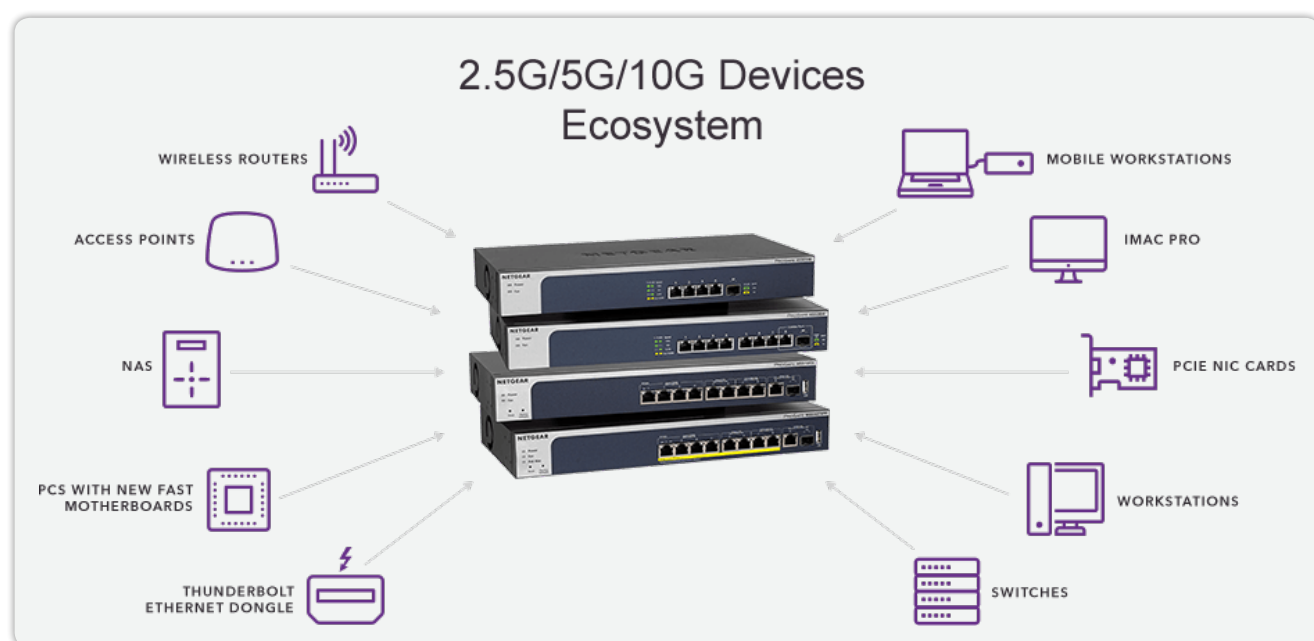 2.5G/5G/10G Devices
Ecosystem
WIRELESS ROUTERS
MOBILE WORKSTATIONS
ACCESS POINTS
IMAC PRO
NETGEAR
NETGEAR
NAS
PCIE NIC CARDS
NETGEAR
NETGEAR
PCS WITH NEW FAST
MOTHERBOARDS
WORKSTATIONS
THUNDERBOLT
ETHERNET DONGLE
SWITCHES